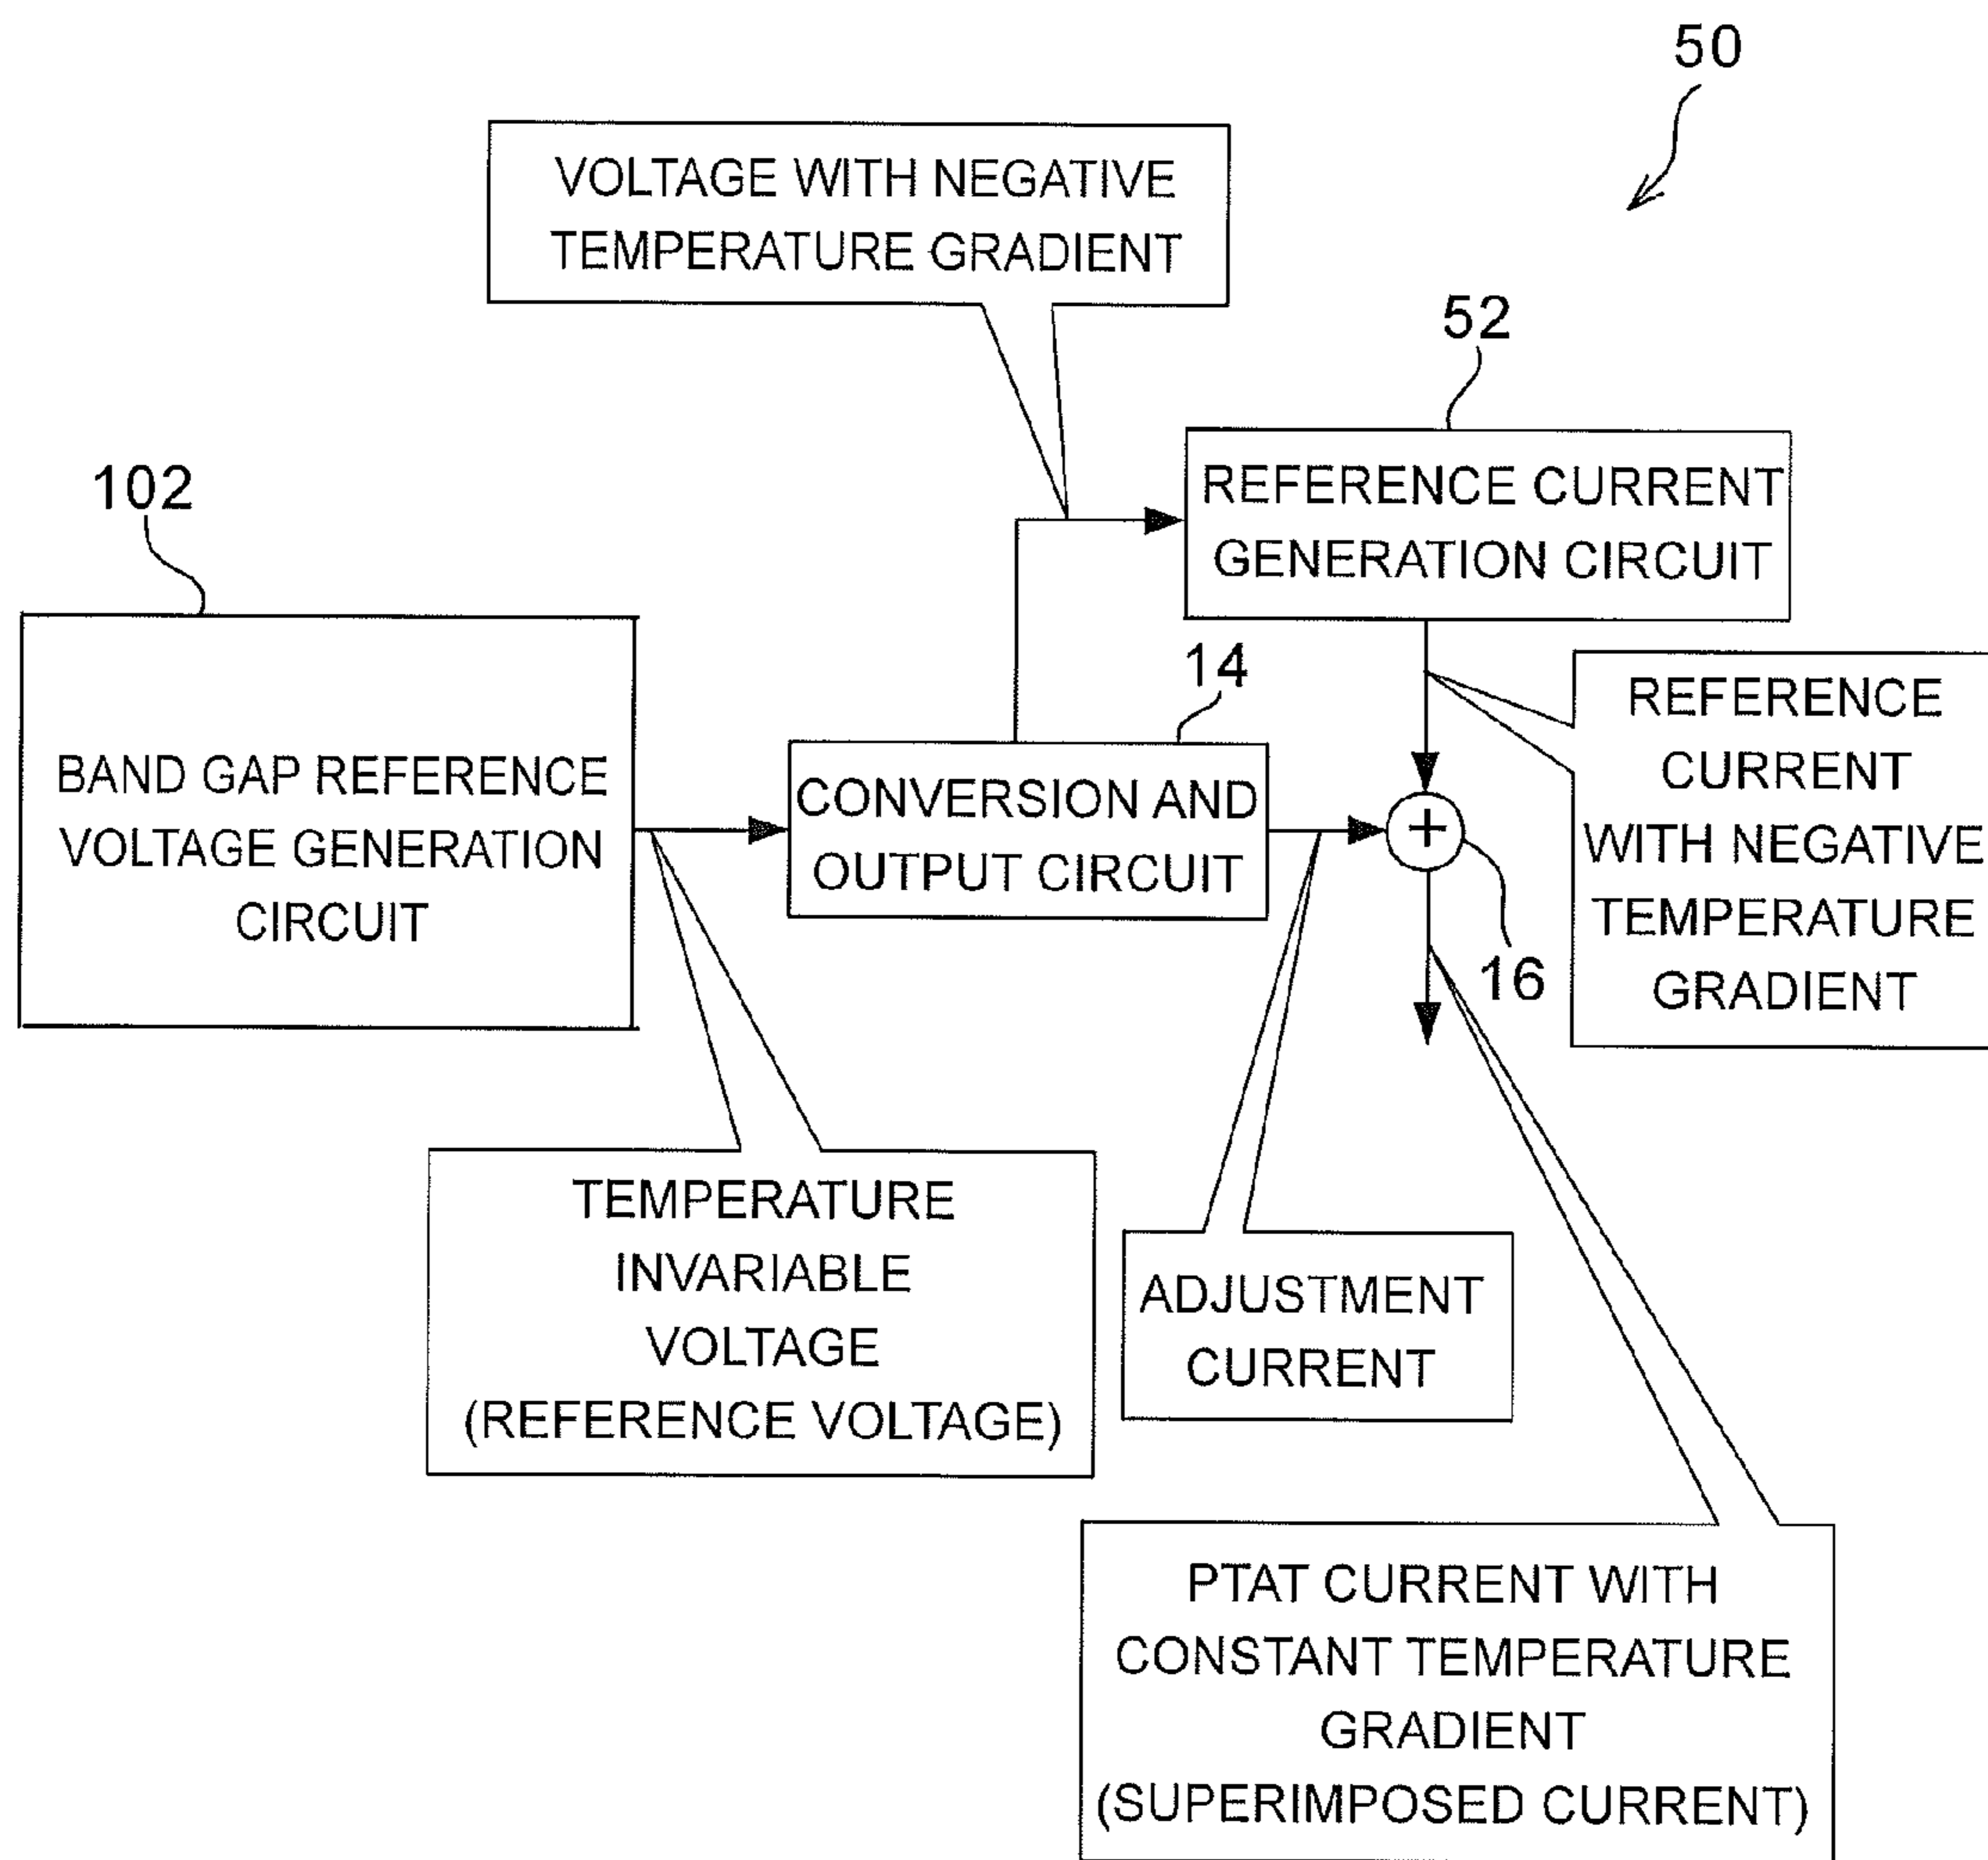 50
VOLTAGE WITH NEGATIVE
TEMPERATURE GRADIENT
52
REFERENCE CURRENT
GENERATION CIRCUIT
102
BAND GAP REFERENCE
VOLTAGE GENERATION
CIRCUIT
14
CONVERSION AND
OUTPUT CIRCUIT
+
16
REFERENCE
CURRENT
WITH NEGATIVE
TEMPERATURE
GRADIENT
TEMPERATURE
INVARIABLE
VOLTAGE
(REFERENCE VOLTAGE)
ADJUSTMENT
CURRENT
PTAT CURRENT WITH
CONSTANT TEMPERATURE
GRADIENT
(SUPERIMPOSED CURRENT)